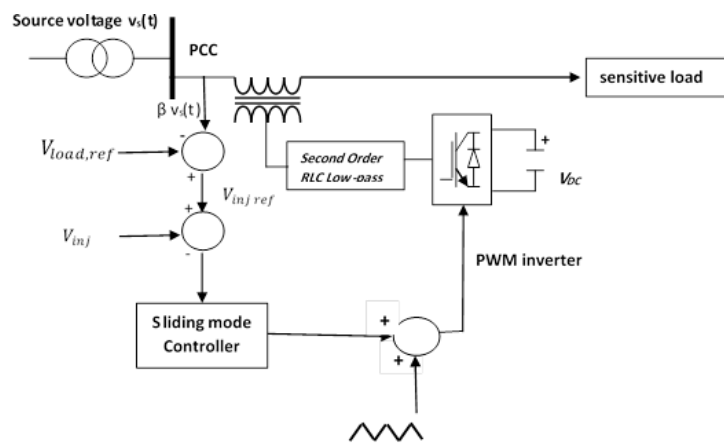 Source voltage vs(t)
PCC
sensitive load
β vs(t)
-
Vload,ref
+
Second Order
RLC Low-pass
+
VDC
+
Vinj ref
Vinj
-
PWM inverter
Sliding mode
Controller
+
+